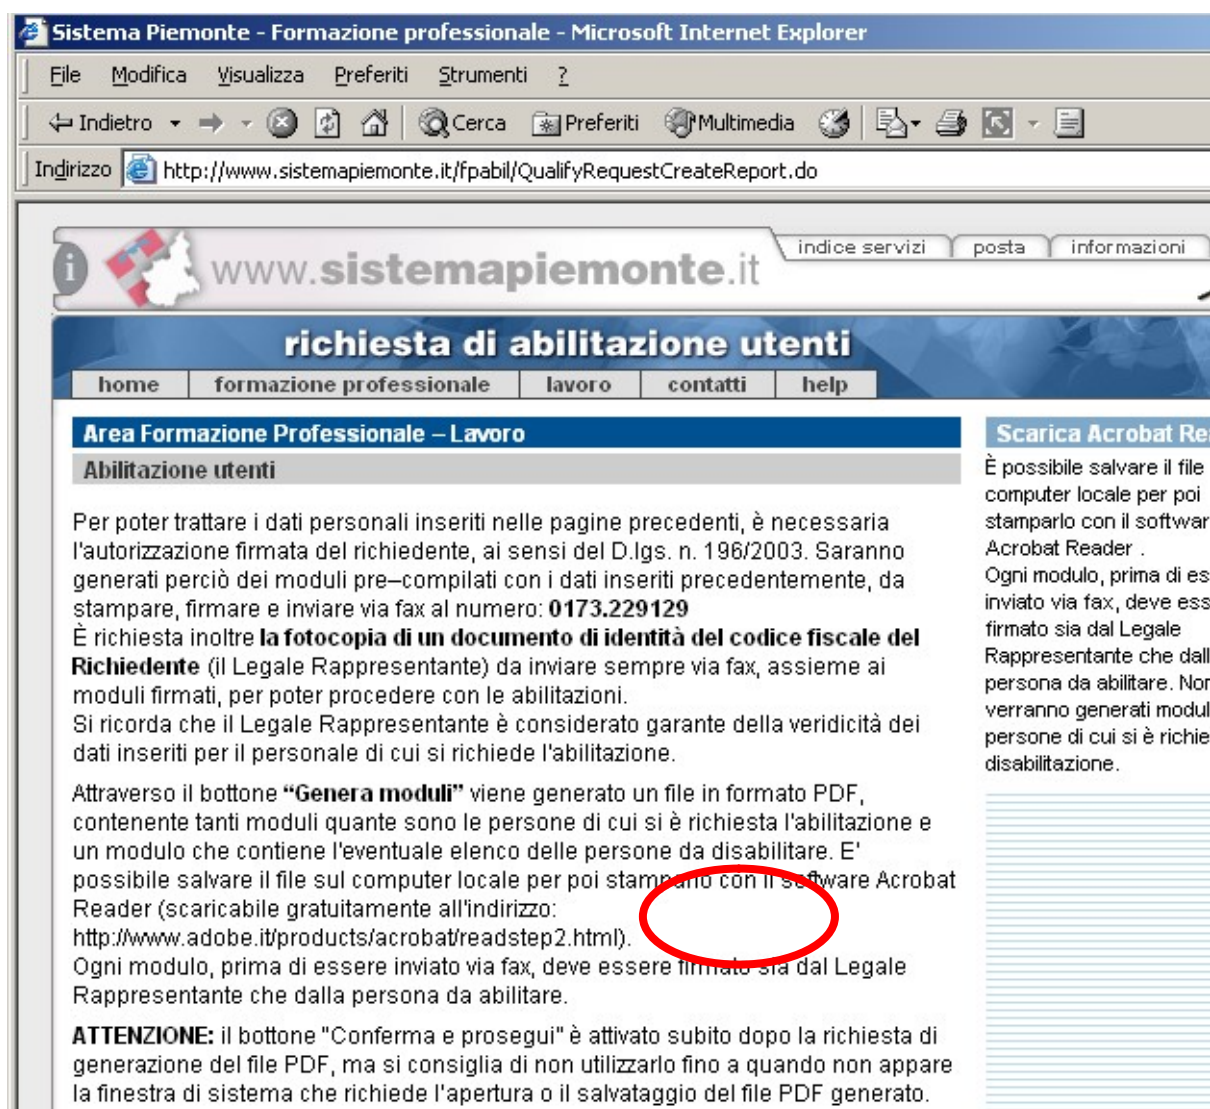 Sistema Piemonte - Formazione professionale - Microsoft Internet Explorer
File Modifica Visualizza Preferiti Strumenti ?
Indietro Cerca Preferiti Multimedia
Indirizzo http://www.sistemapiemonte.it/fpabil/QualifyRequestCreateReport.do
i www.sistemapiemonte.it indice servizi posta informazioni
richiesta di abilitazione utenti
home formazione professionale lavoro contatti help
Area Formazione Professionale – Lavoro
Abilitazione utenti
Per poter trattare i dati personali inseriti nelle pagine precedenti, è necessaria
l'autorizzazione firmata del richiedente, ai sensi del D.lgs. n. 196/2003. Saranno
generati perciò dei moduli pre–compilati con i dati inseriti precedentemente, da
stampare, firmare e inviare via fax al numero: 0173.229129
È richiesta inoltre la fotocopia di un documento di identità del codice fiscale del
Richiedente (il Legale Rappresentante) da inviare sempre via fax, assieme ai
moduli firmati, per poter procedere con le abilitazioni.
Si ricorda che il Legale Rappresentante è considerato garante della veridicità dei
dati inseriti per il personale di cui si richiede l'abilitazione.
Attraverso il bottone “Genera moduli” viene generato un file in formato PDF,
contenente tanti moduli quante sono le persone di cui si è richiesta l'abilitazione e
un modulo che contiene l'eventuale elenco delle persone da disabilitare. E'
possibile salvare il file sul computer locale per poi stamparlo con il software Acrobat
Reader (scaricabile gratuitamente all'indirizzo:
http://www.adobe.it/products/acrobat/readstep2.html).
Ogni modulo, prima di essere inviato via fax, deve essere firmato sia dal Legale
Rappresentante che dalla persona da abilitare.
ATTENZIONE: il bottone "Conferma e prosegui" è attivato subito dopo la richiesta di
generazione del file PDF, ma si consiglia di non utilizzarlo fino a quando non appare
la finestra di sistema che richiede l'apertura o il salvataggio del file PDF generato.
Scarica Acrobat Re
È possibile salvare il file
computer locale per poi
stamparlo con il softwar
Acrobat Reader .
Ogni modulo, prima di es
inviato via fax, deve ess
firmato sia dal Legale
Rappresentante che dall
persona da abilitare. Nor
verranno generati modul
persone di cui si è richie
disabilitazione.